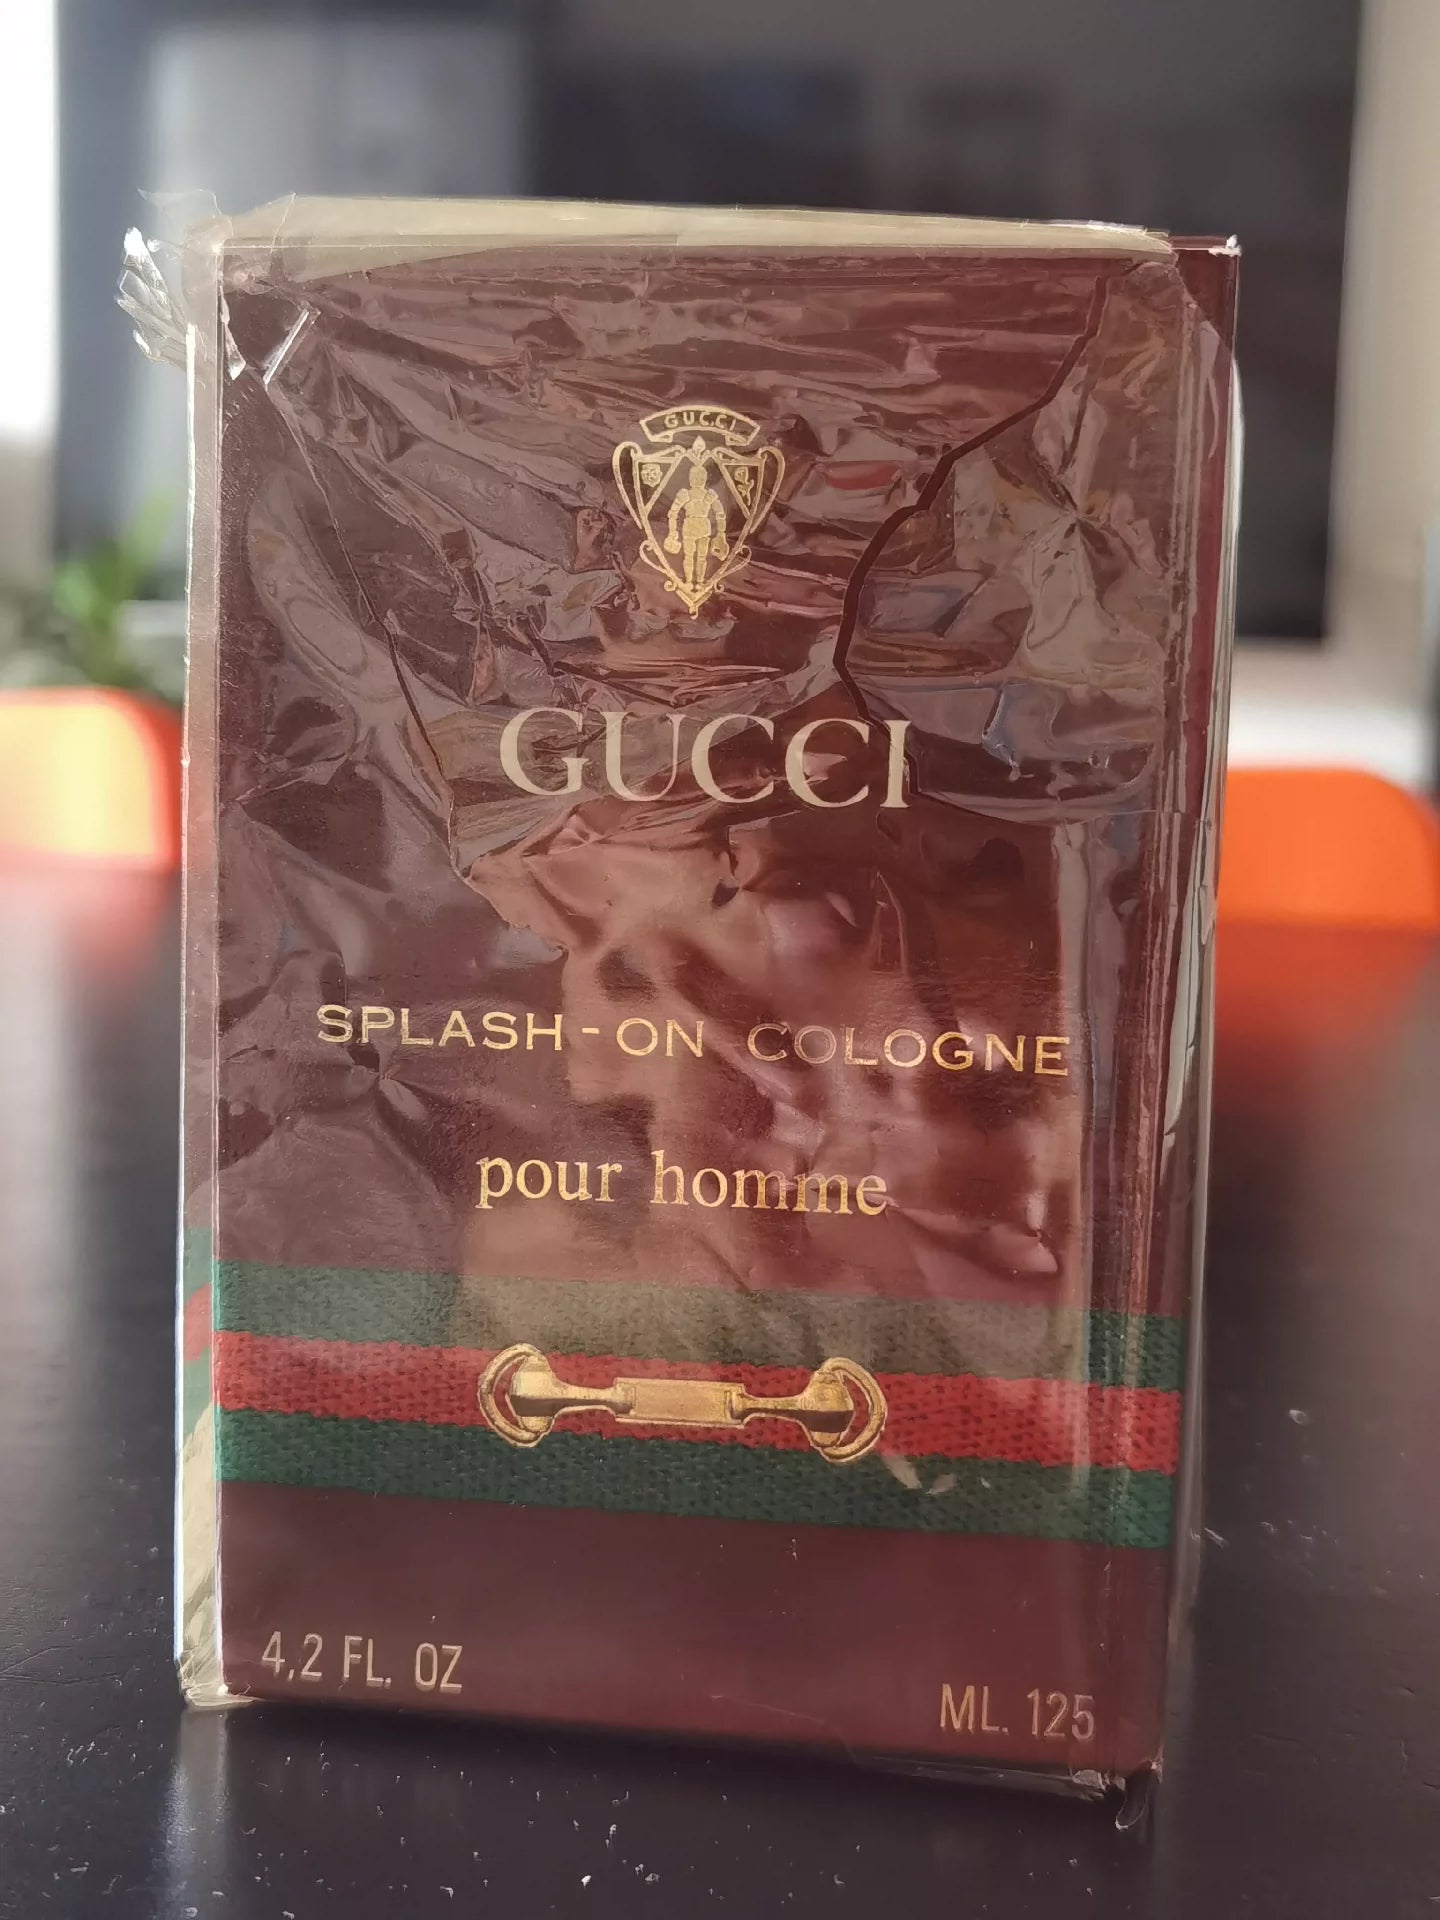 GUCCI
GUCCI
SPLASH-ON COLOGNE
pour homme
4,2 FL. OZ
ML. 125